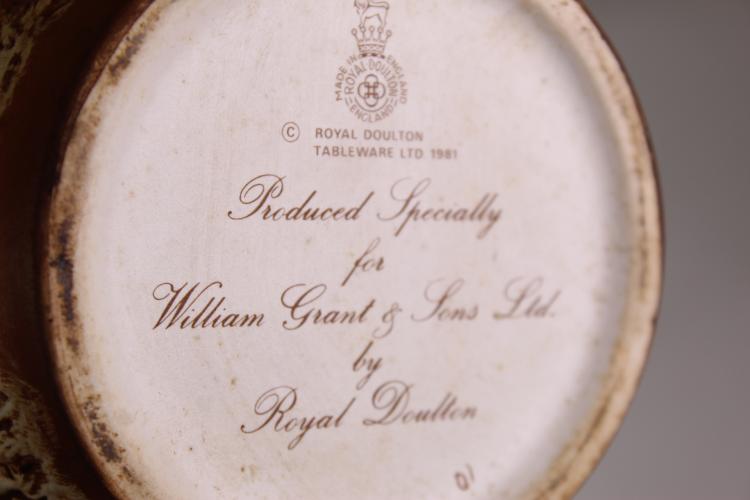 MADE IN ENGLAND
ROYAL DOULTON
ENGLAND
© ROYAL DOULTON
TABLEWARE LTD 1981
Produced Specially
for
William Grant & Sons Ltd.
by
Royal Doulton